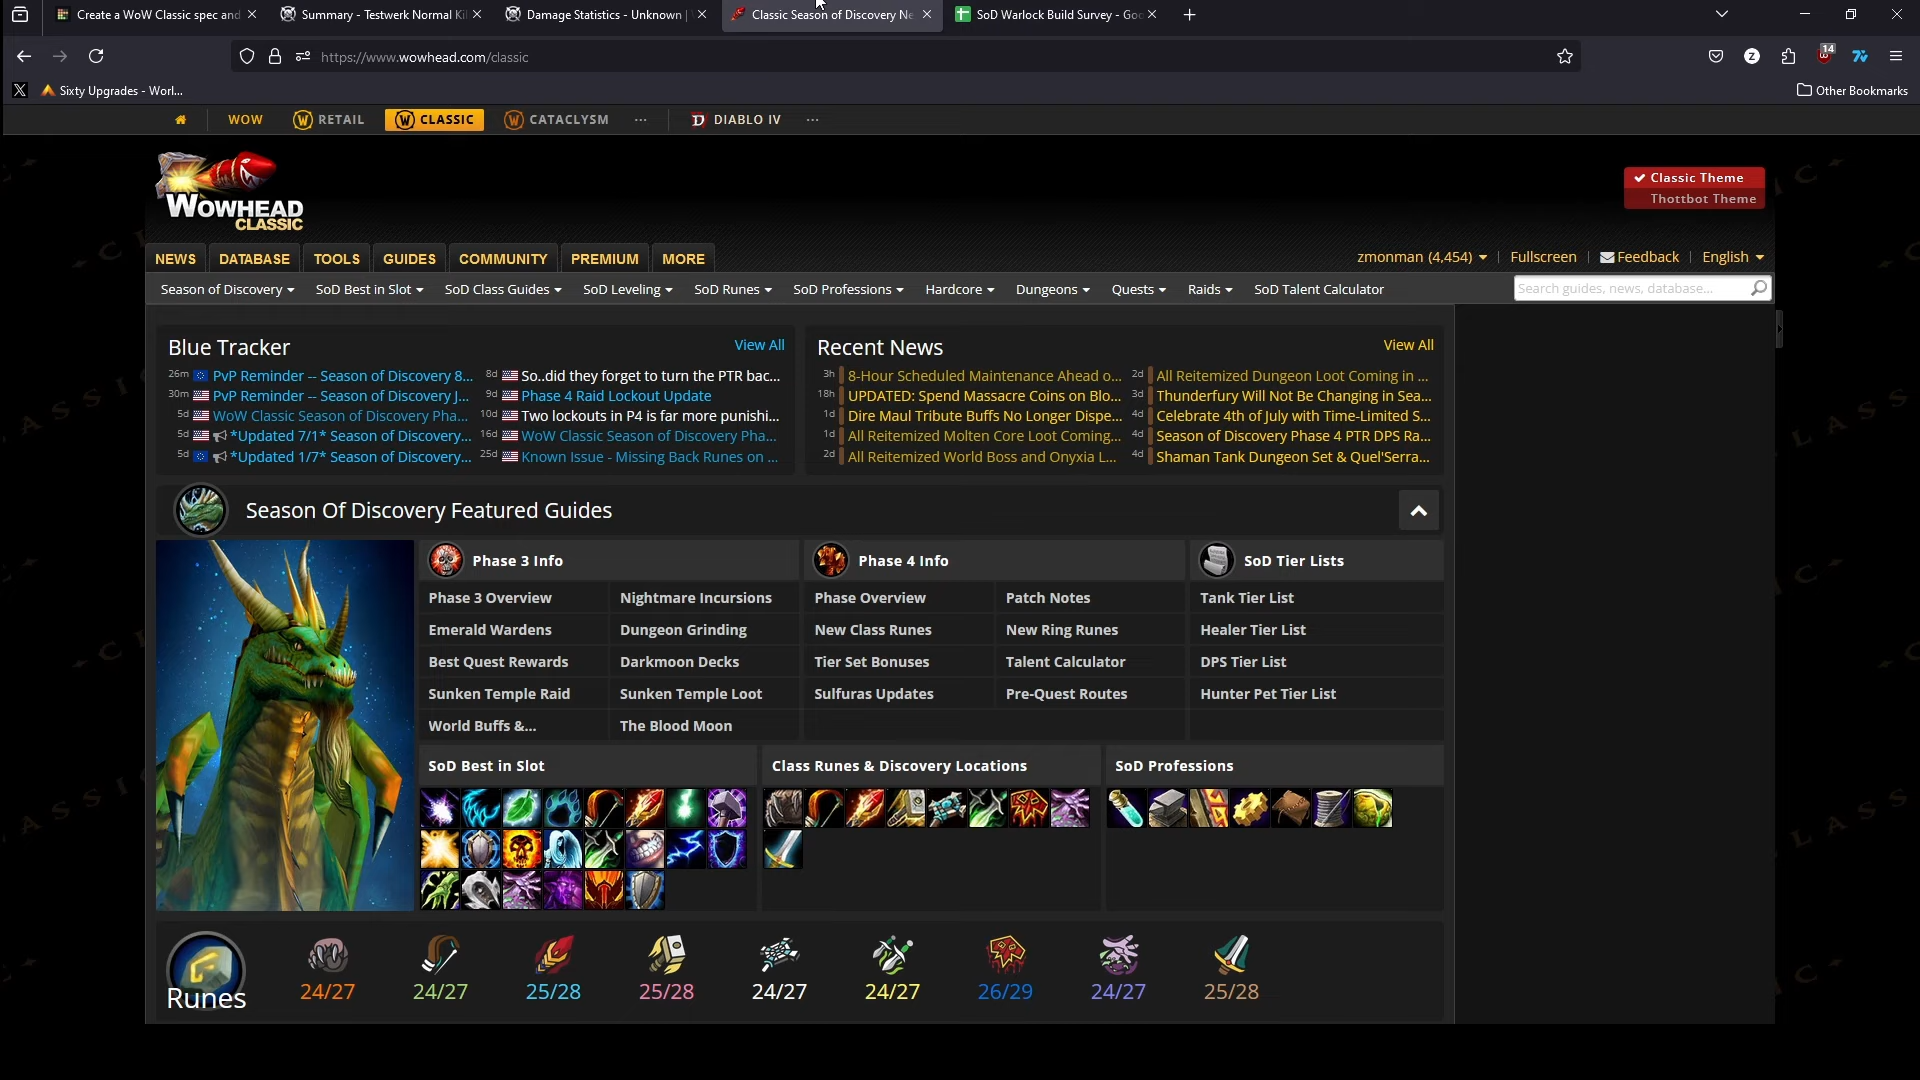 Create a WoW Classic spec and
Summary - Testwerk Normal Kil
Damage Statistics - Unknown |
Classic Season of Discovery Ne
SoD Warlock Build Survey - Goo
https://www.wowhead.com/classic
14
Sixty Upgrades - Worl...
Other Bookmarks
WOW
RETAIL
CLASSIC
CATACLYSM
...
DIABLO IV
...
WOWHEAD
CLASSIC
Classic Theme
Thottbot Theme
NEWS DATABASE TOOLS GUIDES COMMUNITY PREMIUM MORE
zmonman (4,454) | Fullscreen | Feedback | English
Season of Discovery SoD Best in Slot SoD Class Guides SoD Leveling SoD Runes SoD Professions Hardcore Dungeons Quests Raids SoD Talent Calculator
Search guides, news, database...
Blue Tracker
View All
26m PvP Reminder -- Season of Discovery 8...
30m PvP Reminder -- Season of Discovery J...
5d WoW Classic Season of Discovery Pha...
5d *Updated 7/1* Season of Discovery...
5d *Updated 1/7* Season of Discovery...
8d So..did they forget to turn the PTR bac...
9d Phase 4 Raid Lockout Update
10d Two lockouts in P4 is far more punishi...
16d WoW Classic Season of Discovery Pha...
25d Known Issue - Missing Back Runes on ...
Recent News
View All
3h 8-Hour Scheduled Maintenance Ahead o...
18h UPDATED: Spend Massacre Coins on Blo...
1d Dire Maul Tribute Buffs No Longer Dispe...
1d All Reitemized Molten Core Loot Coming...
2d All Reitemized World Boss and Onyxia L...
2d All Reitemized Dungeon Loot Coming in ...
3d Thunderfury Will Not Be Changing in Sea...
4d Celebrate 4th of July with Time-Limited S...
4d Season of Discovery Phase 4 PTR DPS Ra...
4d Shaman Tank Dungeon Set & Quel'Serra...
Season Of Discovery Featured Guides
Phase 3 Info
Phase 3 Overview
Nightmare Incursions
Emerald Wardens
Dungeon Grinding
Best Quest Rewards
Darkmoon Decks
Sunken Temple Raid
Sunken Temple Loot
World Buffs &...
The Blood Moon
Phase 4 Info
Phase Overview
Patch Notes
New Class Runes
New Ring Runes
Tier Set Bonuses
Talent Calculator
Sulfuras Updates
Pre-Quest Routes
SoD Tier Lists
Tank Tier List
Healer Tier List
DPS Tier List
Hunter Pet Tier List
SoD Best in Slot
Class Runes & Discovery Locations
SoD Professions
Runes
24/27
24/27
25/28
25/28
24/27
24/27
26/29
24/27
25/28